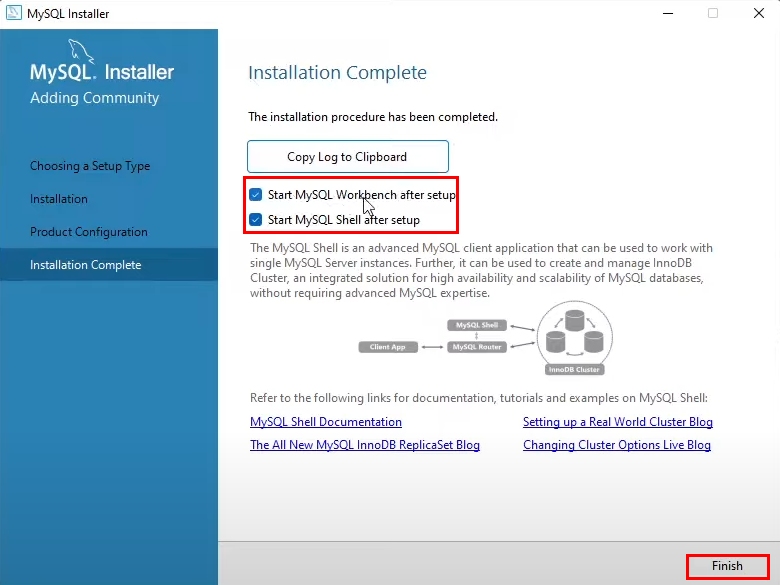 MySQL Installer
MySQL Installer
Adding Community
Choosing a Setup Type
Installation
Product Configuration
Installation Complete
Installation Complete
The installation procedure has been completed.
Copy Log to Clipboard
Start MySQL Workbench after setup
Start MySQL Shell after setup
The MySQL Shell is an advanced MySQL client application that can be used to work with
single MySQL Server instances. Further, it can be used to create and manage InnoDB
Cluster, an integrated solution for high availability and scalability of MySQL databases,
without requiring advanced MySQL expertise.
MySQL Shell
Client App
MySQL Router
InnoDB Cluster
Refer to the following links for documentation, tutorials and examples on MySQL Shell:
MySQL Shell Documentation
Setting up a Real World Cluster Blog
The All New MySQL InnoDB ReplicaSet Blog
Changing Cluster Options Live Blog
Finish